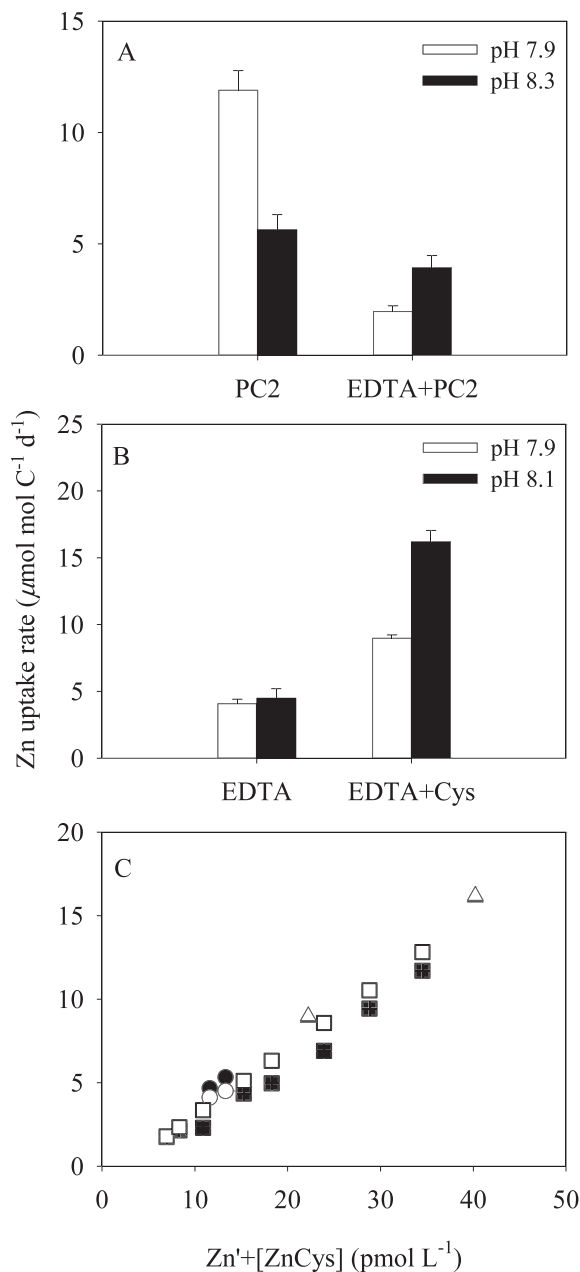 15
A
pH 7.9
pH 8.3
10
5
0
PC2 EDTA+PC2
25
B
pH 7.9
pH 8.1
20
15
10
5
0
EDTA EDTA+Cys
Zn uptake rate (μmol mol C⁻¹ d⁻¹)
20
C
15
10
5
0
0 10 20 30 40 50
Zn'+[ZnCys] (pmol L⁻¹)